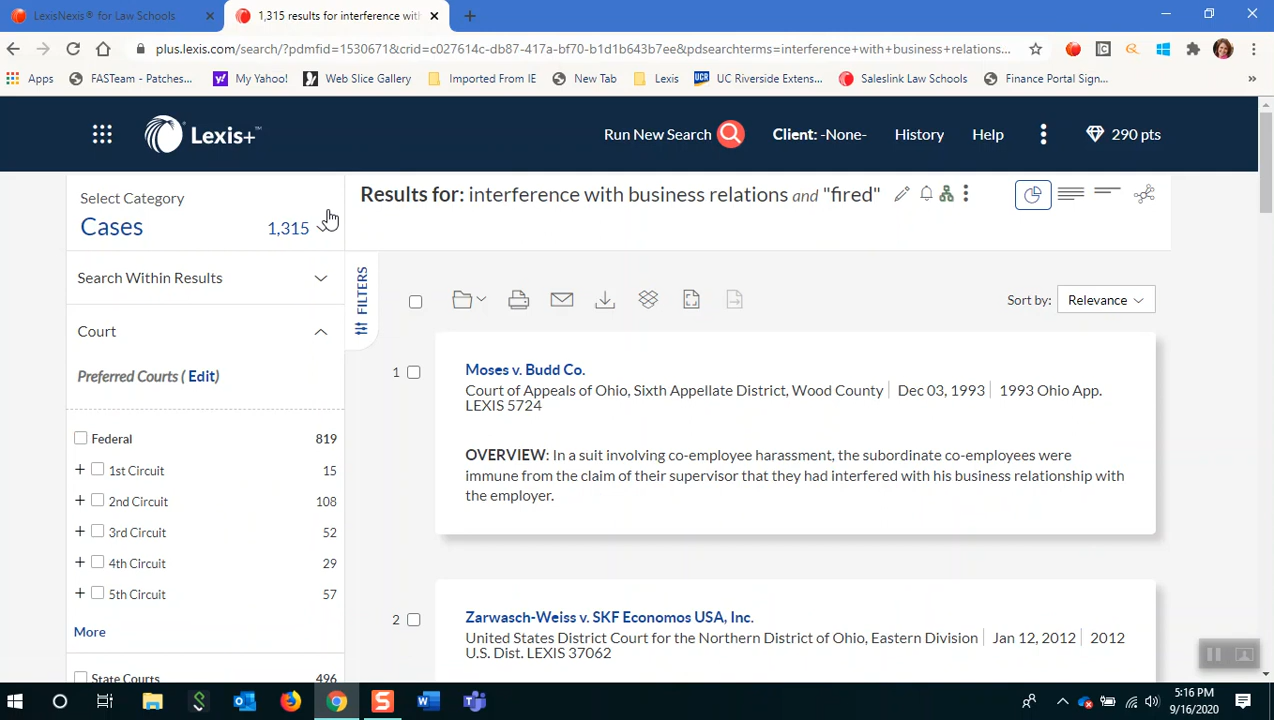 LexisNexis® for Law Schools
1,315 results for interference with
plus.lexis.com/search/?pdmfid=1530671&crid=c027614c-db87-417a-bf70-b1d1b643b7ee&pdsearchterms=interference+with+business+relations...
Apps
FASTeam - Patches...
My Yahoo!
Web Slice Gallery
Imported From IE
New Tab
Lexis
UCR
UC Riverside Extens...
Saleslink Law Schools
Finance Portal Sign...
Lexis+™
Run New Search
Client: -None-
History
Help
290 pts
Select Category
Cases 1,315
Results for: interference with business relations and "fired"
Search Within Results
FILTERS
Sort by: Relevance
Court
Preferred Courts ( Edit)
Federal 819
1st Circuit 15
2nd Circuit 108
3rd Circuit 52
4th Circuit 29
5th Circuit 57
More
State Courts 496
1
Moses v. Budd Co.
Court of Appeals of Ohio, Sixth Appellate District, Wood County | Dec 03, 1993 | 1993 Ohio App.
LEXIS 5724
OVERVIEW: In a suit involving co-employee harassment, the subordinate co-employees were
immune from the claim of their supervisor that they had interfered with his business relationship with
the employer.
2
Zarwasch-Weiss v. SKF Economos USA, Inc.
United States District Court for the Northern District of Ohio, Eastern Division | Jan 12, 2012 | 2012
U.S. Dist. LEXIS 37062
5:16 PM
9/16/2020